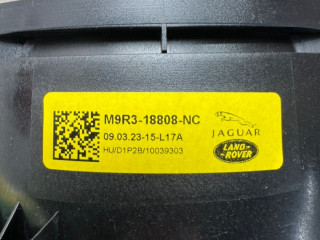 M9R3-18808-NC
09.03.23-15-L17A
HU/D1P2B/10039303
JAGUAR
LAND-
ROVER